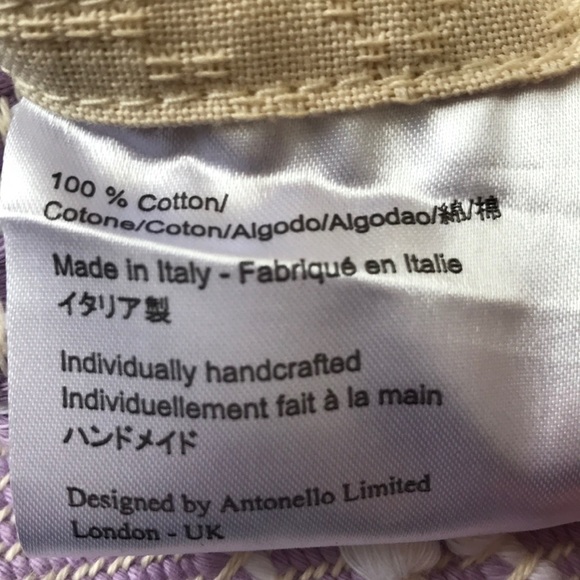 100 % Cotton/
Cotone/Coton/Algodo/Algodao/綿/棉
Made in Italy - Fabriqué en Italie
イタリア製
Individually handcrafted
Individuellement fait à la main
ハンドメイド
Designed by Antonello Limited
London - UK